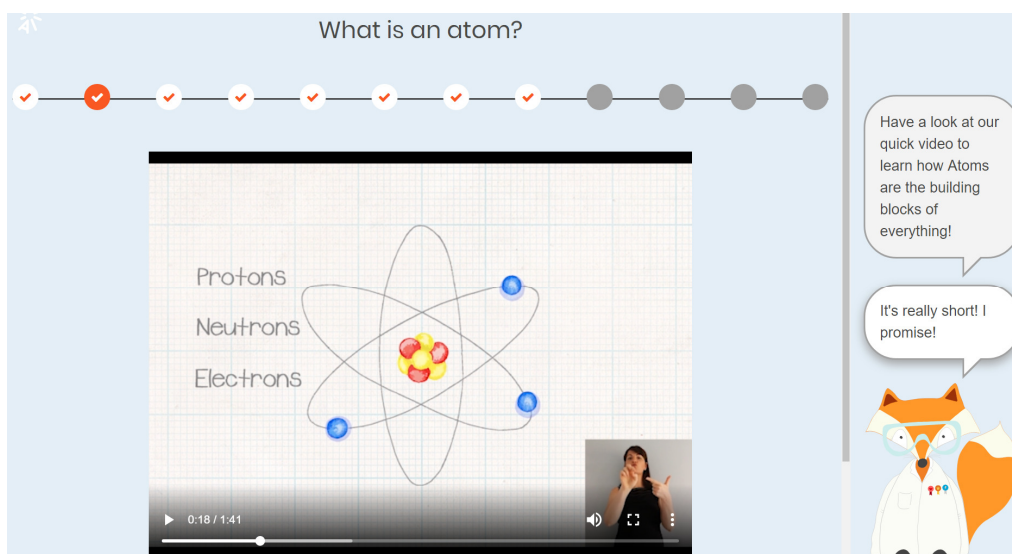 What is an atom?
Protons
Neutrons
Electrons
0:18 / 1:41
Have a look at our
quick video to
learn how Atoms
are the building
blocks of
everything!
It's really short! I
promise!